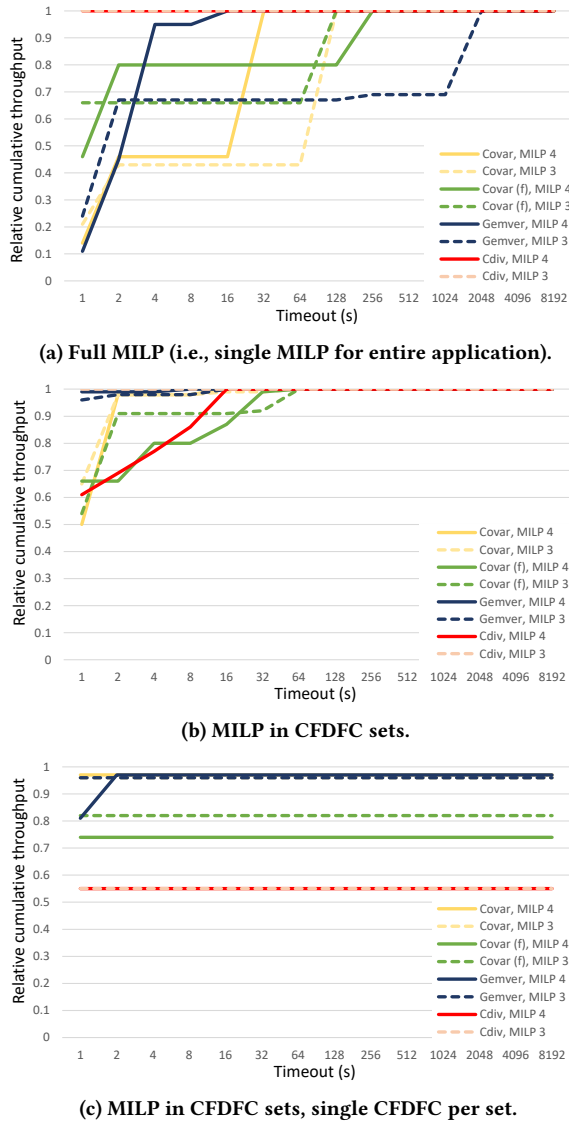 Relative cumulative throughput
1
0.9
0.8
0.7
0.6
0.5
0.4
0.3
0.2
0.1
0
Covar, MILP 4
Covar, MILP 3
Covar (f), MILP 4
Covar (f), MILP 3
Gemver, MILP 4
Gemver, MILP 3
Cdiv, MILP 4
Cdiv, MILP 3
1 2 4 8 16 32 64 128 256 512 1024 2048 4096 8192
Timeout (s)
(a) Full MILP (i.e., single MILP for entire application).
Relative cumulative throughput
1
0.9
0.8
0.7
0.6
0.5
0.4
0.3
0.2
0.1
0
Covar, MILP 4
Covar, MILP 3
Covar (f), MILP 4
Covar (f), MILP 3
Gemver, MILP 4
Gemver, MILP 3
Cdiv, MILP 4
Cdiv, MILP 3
1 2 4 8 16 32 64 128 256 512 1024 2048 4096 8192
Timeout (s)
(b) MILP in CFDFC sets.
Relative cumulative throughput
1
0.9
0.8
0.7
0.6
0.5
0.4
0.3
0.2
0.1
0
Covar, MILP 4
Covar, MILP 3
Covar (f), MILP 4
Covar (f), MILP 3
Gemver, MILP 4
Gemver, MILP 3
Cdiv, MILP 4
Cdiv, MILP 3
1 2 4 8 16 32 64 128 256 512 1024 2048 4096 8192
Timeout (s)
(c) MILP in CFDFC sets, single CFDFC per set.